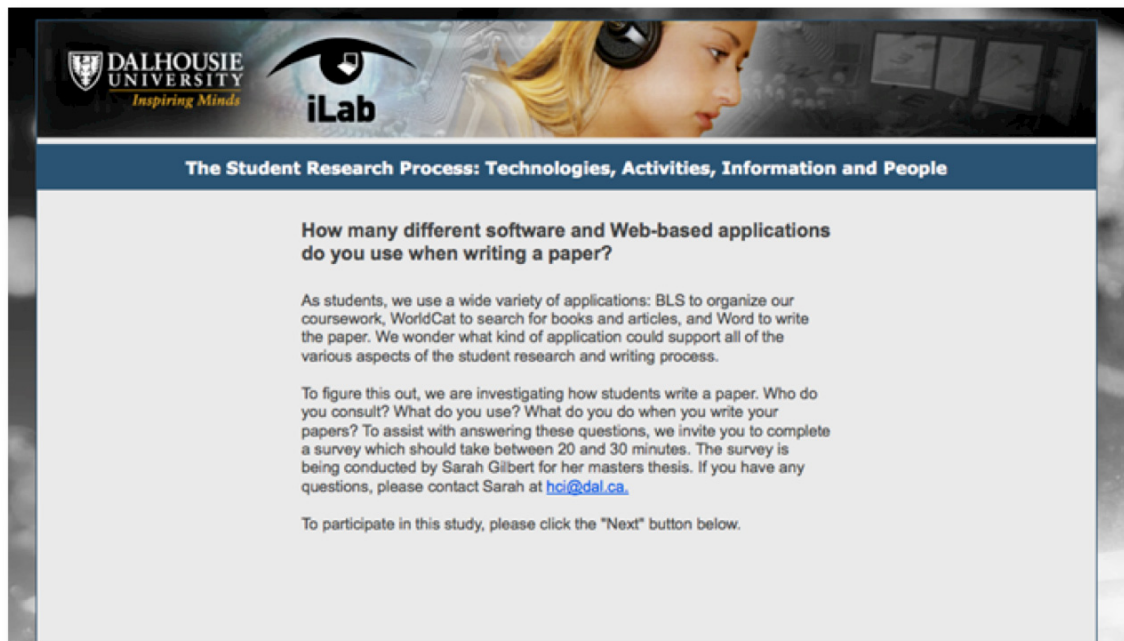 DALHOUSIE
UNIVERSITY
Inspiring Minds
iLab
The Student Research Process: Technologies, Activities, Information and People
How many different software and Web-based applications
do you use when writing a paper?
As students, we use a wide variety of applications: BLS to organize our
coursework, WorldCat to search for books and articles, and Word to write
the paper. We wonder what kind of application could support all of the
various aspects of the student research and writing process.
To figure this out, we are investigating how students write a paper. Who do
you consult? What do you use? What do you do when you write your
papers? To assist with answering these questions, we invite you to complete
a survey which should take between 20 and 30 minutes. The survey is
being conducted by Sarah Gilbert for her masters thesis. If you have any
questions, please contact Sarah at hci@dal.ca.
To participate in this study, please click the "Next" button below.